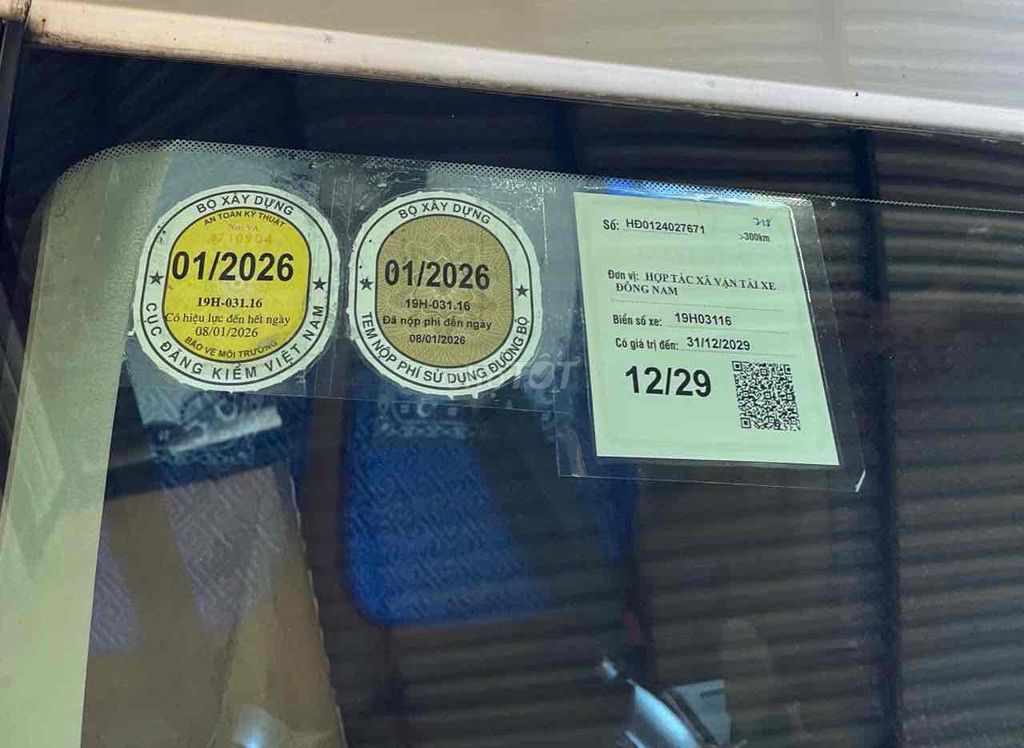 BỘ XÂY DỰNG
AN TOÀN KỸ THUẬT
01/2026
19H-031.16
Có hiệu lực đến hết ngày
08/01/2026
BẢO VỆ MÔI TRƯỜNG
CỤC ĐĂNG KIỂM VIỆT NAM
BỘ XÂY DỰNG
01/2026
19H-031.16
Đã nộp phí đến ngày
08/01/2026
TEM NỘP PHÍ SỬ DỤNG ĐƯỜNG BỘ
Số: HĐ0124027671
>300km
Đơn vị: HỢP TÁC XÃ VẬN TẢI XE
ĐÔNG NAM
Biển số xe: 19H03116
Có giá trị đến: 31/12/2029
12/29